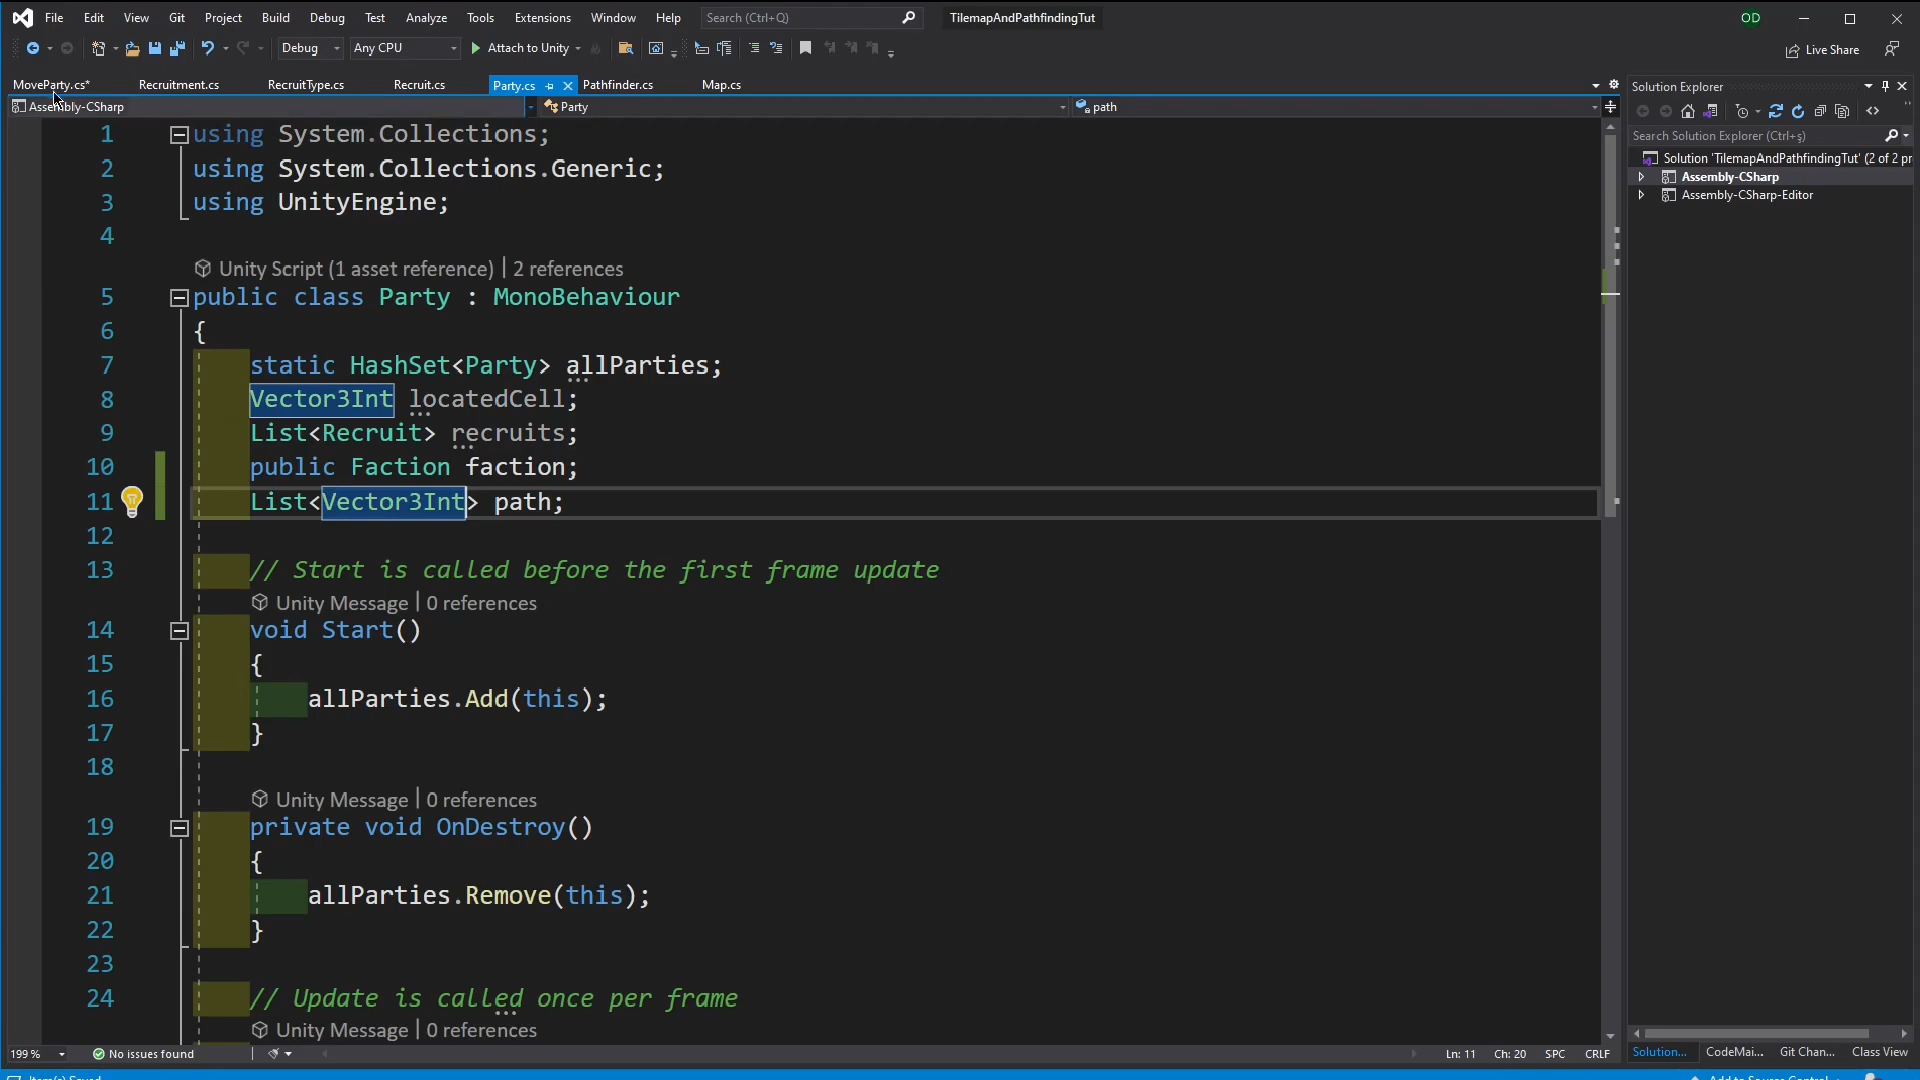 File Edit View Git Project Build Debug Test Analyze Tools Extensions Window Help Search (Ctrl+Q) TilemapAndPathfindingTut OD
Debug Any CPU Attach to Unity Live Share
MoveParty.cs* Recruitment.cs RecruitType.cs Recruit.cs Party.cs Pathfinder.cs Map.cs
Assembly-CSharp Party path
1 using System.Collections;
2 using System.Collections.Generic;
3 using UnityEngine;
4
Unity Script (1 asset reference) | 2 references
5 public class Party : MonoBehaviour
6 {
7 static HashSet<Party> allParties;
8 Vector3Int locatedCell;
9 List<Recruit> recruits;
10 public Faction faction;
11 List<Vector3Int> path;
12
13 // Start is called before the first frame update
Unity Message | 0 references
14 void Start()
15 {
16 allParties.Add(this);
17 }
18
Unity Message | 0 references
19 private void OnDestroy()
20 {
21 allParties.Remove(this);
22 }
23
24 // Update is called once per frame
Unity Message | 0 references
199 % No issues found Ln: 11 Ch: 20 SPC CRLF
Solution Explorer
Search Solution Explorer (Ctrl+ş)
Solution 'TilemapAndPathfindingTut' (2 of 2 pr
Assembly-CSharp
Assembly-CSharp-Editor
Solution... CodeMai... Git Chan... Class View
Item(s) Saved
Add to Source Control